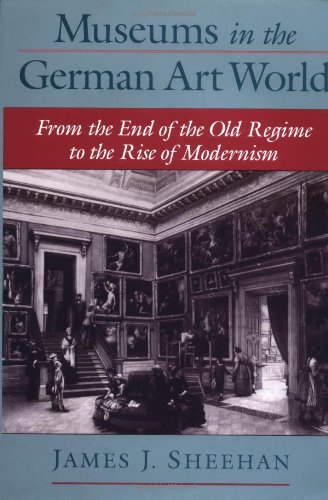 Museums in the
German Art World
From the End of the Old Regime
to the Rise of Modernism
JAMES J. SHEEHAN